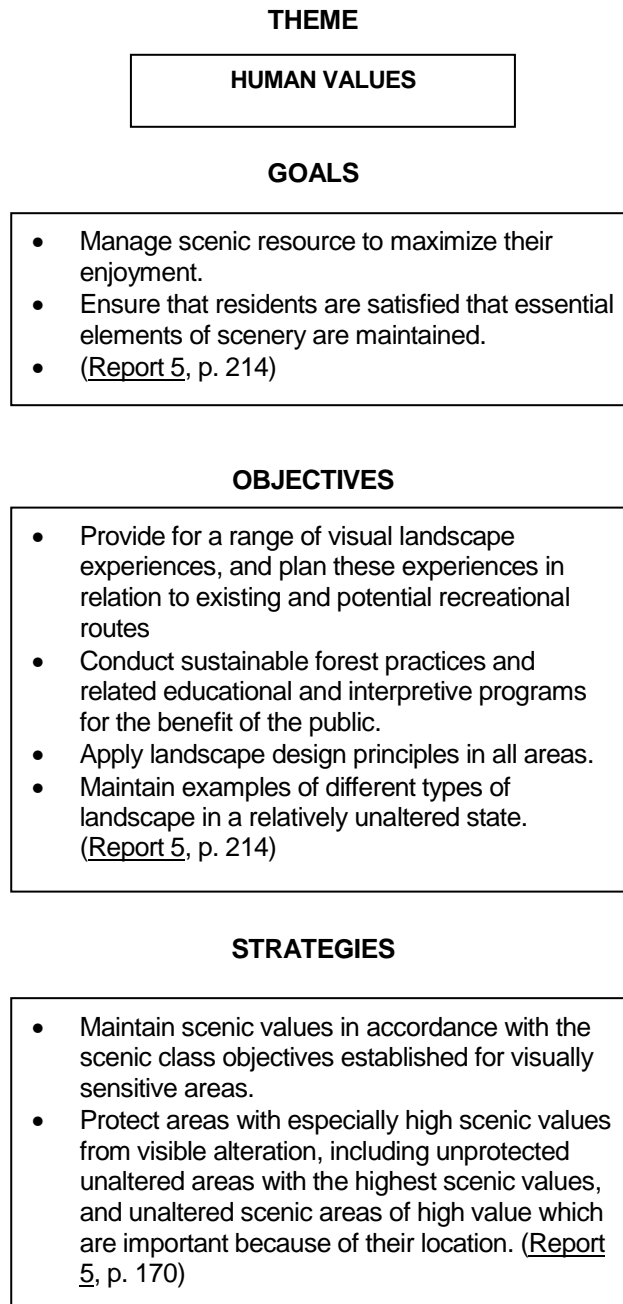 THEME
HUMAN VALUES
GOALS
• Manage scenic resource to maximize their
enjoyment.
• Ensure that residents are satisfied that essential
elements of scenery are maintained.
• (Report 5, p. 214)
OBJECTIVES
• Provide for a range of visual landscape
experiences, and plan these experiences in
relation to existing and potential recreational
routes
• Conduct sustainable forest practices and
related educational and interpretive programs
for the benefit of the public.
• Apply landscape design principles in all areas.
• Maintain examples of different types of
landscape in a relatively unaltered state.
(Report 5, p. 214)
STRATEGIES
• Maintain scenic values in accordance with the
scenic class objectives established for visually
sensitive areas.
• Protect areas with especially high scenic values
from visible alteration, including unprotected
unaltered areas with the highest scenic values,
and unaltered scenic areas of high value which
are important because of their location. (Report
5, p. 170)